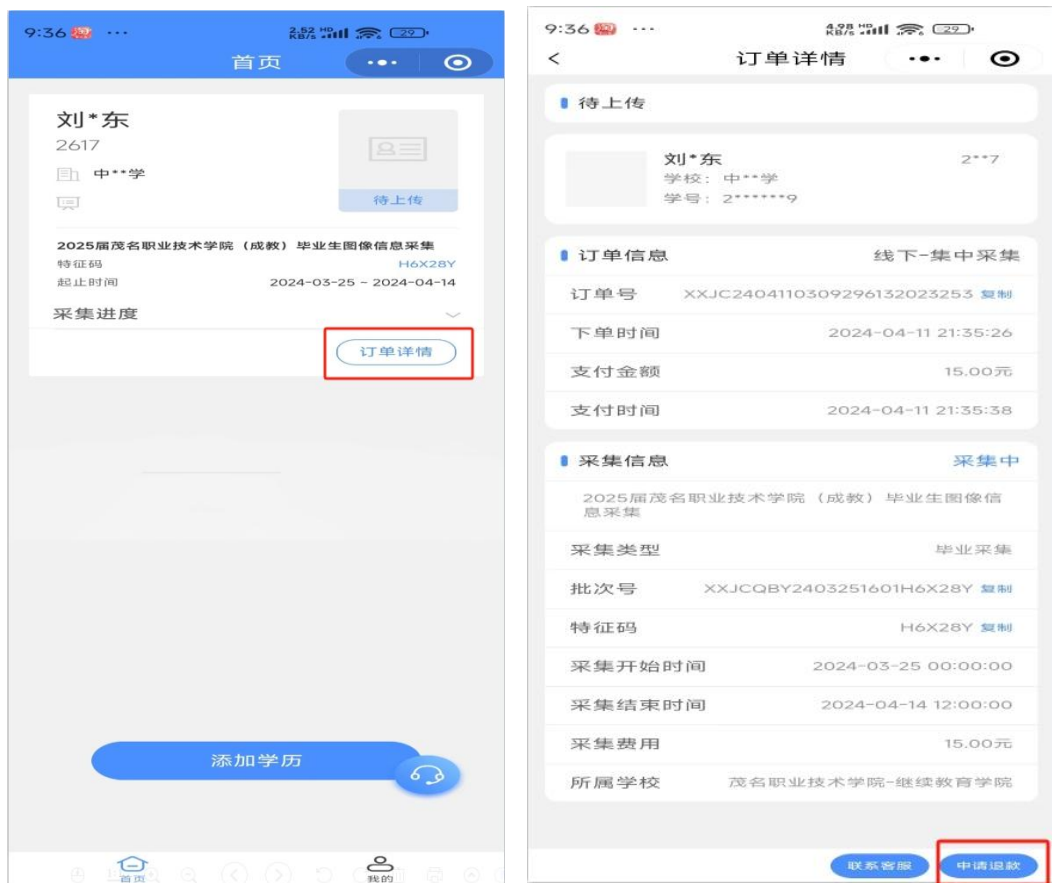 9:36 ... 2.52 KB/s HD 29
首页
刘*东
2617
中**学
待上传
2025届茂名职业技术学院（成教）毕业生图像信息采集
特征码 H6X28Y
起止时间 2024-03-25 ~ 2024-04-14
采集进度
订单详情
添加学历
首页 我的
9:36 ... 4.98 KB/s HD 29
< 订单详情
待上传
刘*东 2**7
学校：中**学
学号：2******9
订单信息 线下-集中采集
订单号 XXJC24041103092961320 23253 复制
下单时间 2024-04-11 21:35:26
支付金额 15.00元
支付时间 2024-04-11 21:35:38
采集信息 采集中
2025届茂名职业技术学院（成教）毕业生图像信
息采集
采集类型 毕业采集
批次号 XXJCQBY2403251601H6X28Y 复制
特征码 H6X28Y 复制
采集开始时间 2024-03-25 00:00:00
采集结束时间 2024-04-14 12:00:00
采集费用 15.00元
所属学校 茂名职业技术学院-继续教育学院
联系客服 申请退款